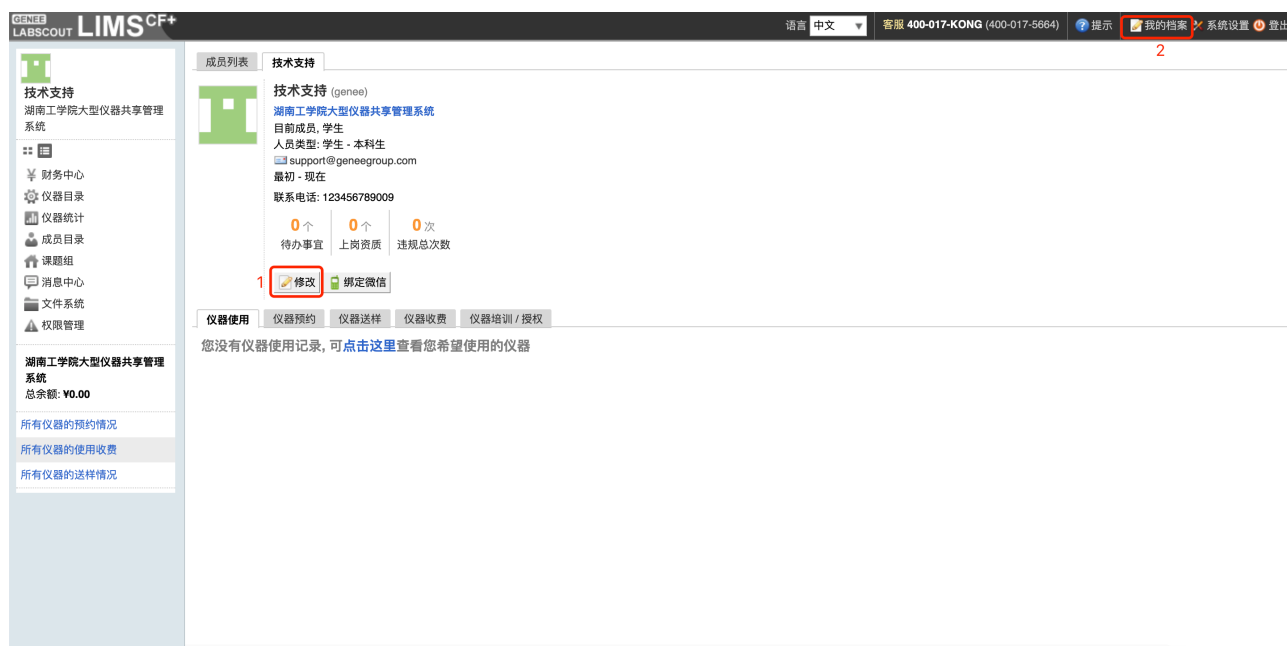 GENEE
LABSCOUT LIMS CF+
语言 中文 ▼ 客服 400-017-KONG (400-017-5664) 提示 我的档案 系统设置 登出
2
技术支持
湖南工学院大型仪器共享管理
系统
财务中心
仪器目录
仪器统计
成员目录
课题组
消息中心
文件系统
权限管理
湖南工学院大型仪器共享管理
系统
总余额: ¥0.00
所有仪器的预约情况
所有仪器的使用收费
所有仪器的送样情况
成员列表 技术支持
技术支持 (genee)
湖南工学院大型仪器共享管理系统
目前成员, 学生
人员类型: 学生 - 本科生
support@geneegroup.com
最初 - 现在
联系电话: 123456789009
0个 0个 0次
待办事宜 上岗资质 违规总次数
1 修改 绑定微信
仪器使用 仪器预约 仪器送样 仪器收费 仪器培训 / 授权
您没有仪器使用记录, 可点击这里查看您希望使用的仪器